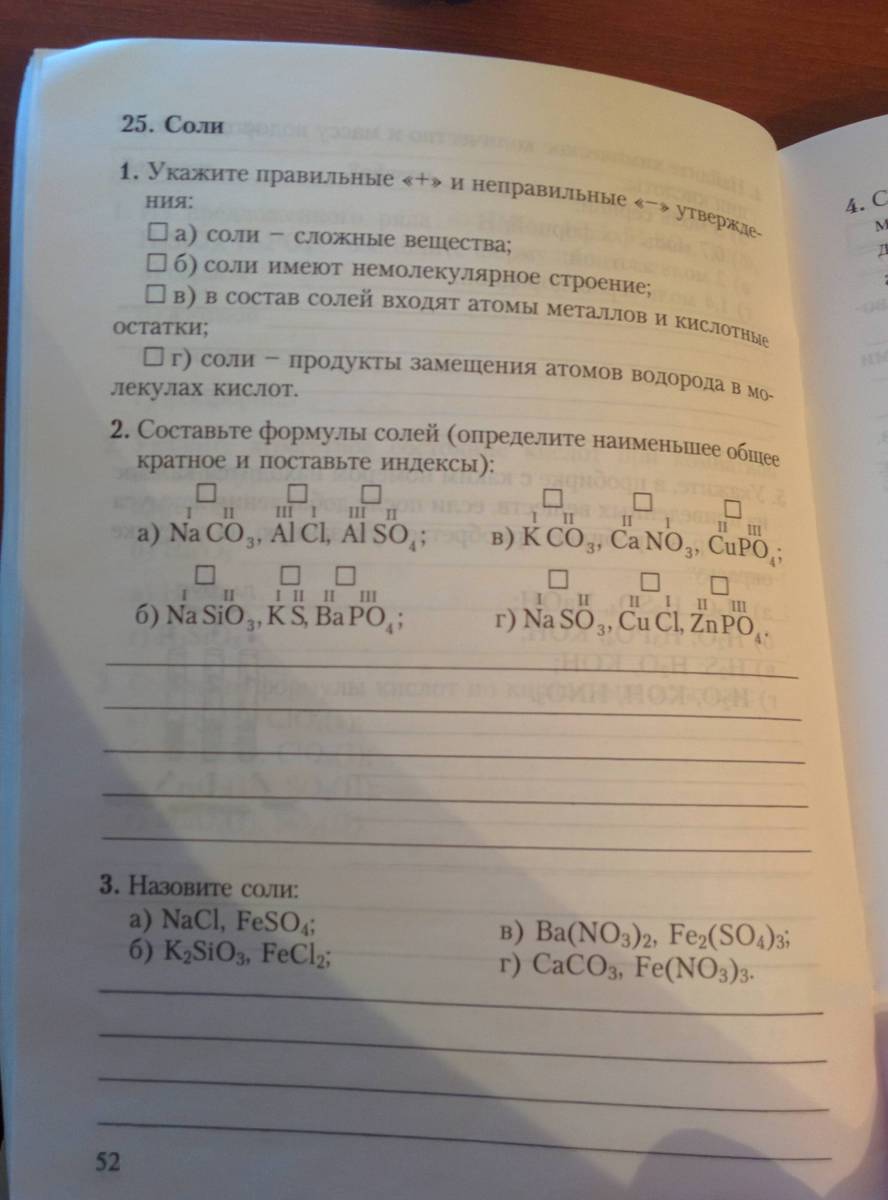 25. Соли
1. Укажите правильные «+» и неправильные «−» утвержде-
ния:
□ а) соли – сложные вещества;
□ б) соли имеют немолекулярное строение;
□ в) в состав солей входят атомы металлов и кислотные
остатки;
□ г) соли – продукты замещения атомов водорода в мо-
лекулах кислот.
2. Составьте формулы солей (определите наименьшее общее
кратное и поставьте индексы):
□ □ □ □ □ □
I II III I III II I II II I II III
а) Na CO₃, Al Cl, Al SO₄; в) K CO₃, Ca NO₃, CuPO₄;
□ □ □ □ □ □
I II I II II III I II II I II III
б) Na SiO₃, K S, Ba PO₄; г) Na SO₃, Cu Cl, ZnPO₄.
3. Назовите соли:
а) NaCl, FeSO₄; в) Ba(NO₃)₂, Fe₂(SO₄)₃;
б) K₂SiO₃, FeCl₂; г) CaCO₃, Fe(NO₃)₃.
52
4. С
м
д